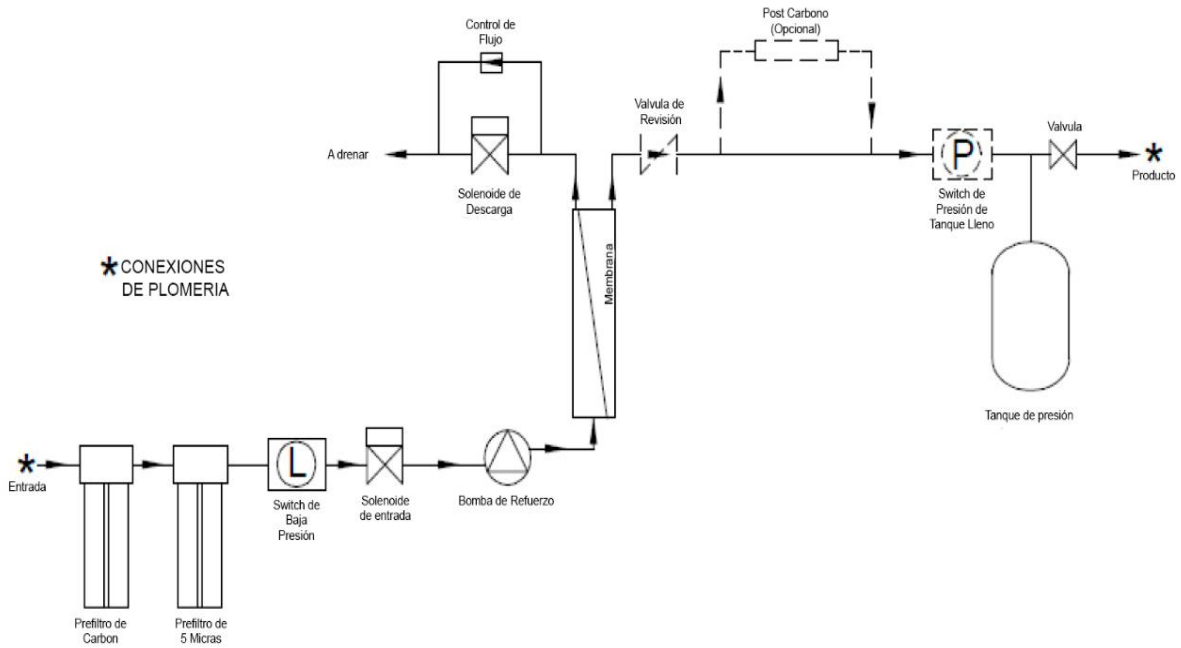 Control de
Flujo
Post Carbono
(Opcional)
Valvula de
Revisión
Valvula
A drenar
P
*
Producto
Solenoide de
Descarga
Switch de
Presión de
Tanque Lleno
Membrana
* CONEXIONES
DE PLOMERIA
Tanque de presión
*
Entrada
L
Switch de
Baja
Presión
Solenoide
de entrada
Bomba de Refuerzo
Prefiltro de
Carbon
Prefiltro de
5 Micras